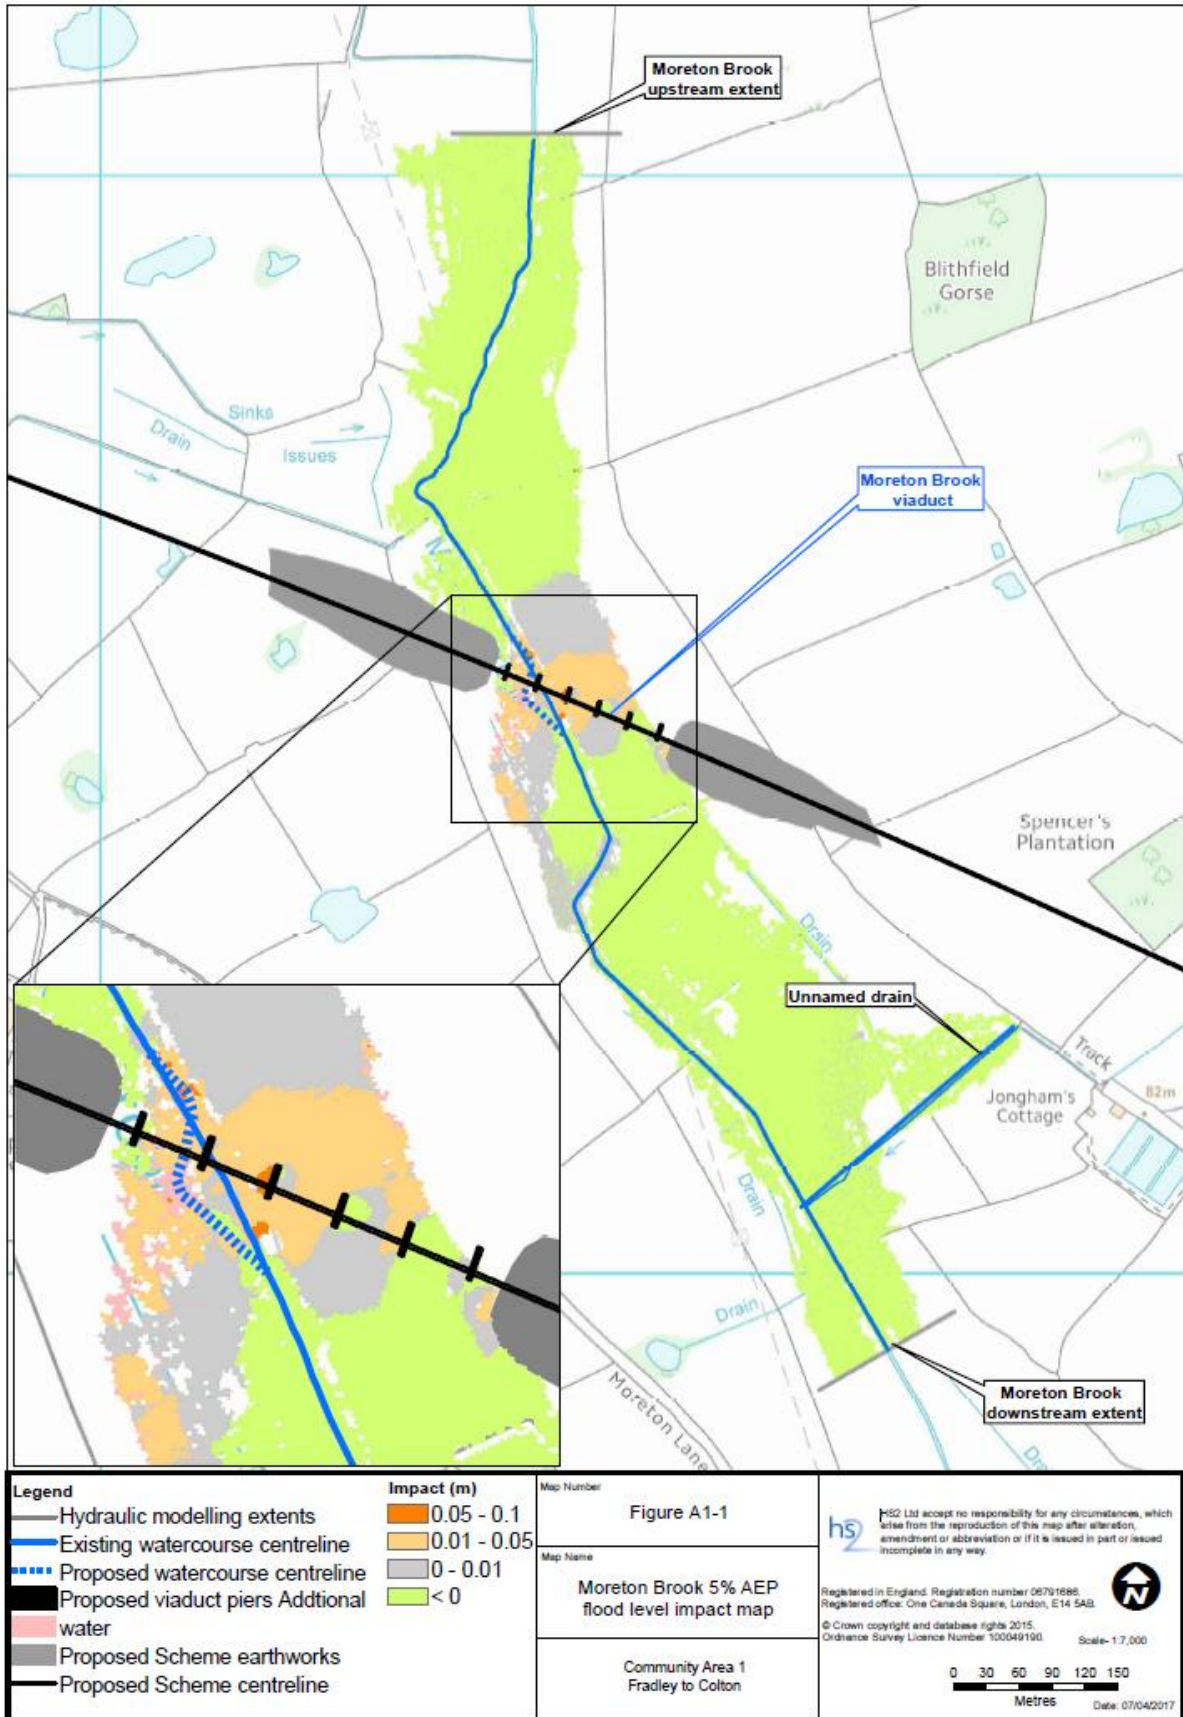 Moreton Brook
upstream extent
Blithfield
Gorse
Sinks
Drain
Issues
Moreton Brook
viaduct
Spencer's
Plantation
Drain
Unnamed drain
Track
82m
Jongham's
Cottage
Drain
Drain
Moreton Lane
Moreton Brook
downstream extent
Legend
Hydraulic modelling extents
Existing watercourse centreline
Proposed watercourse centreline
Proposed viaduct piers Addtional
water
Proposed Scheme earthworks
Proposed Scheme centreline
Impact (m)
0.05 - 0.1
0.01 - 0.05
0 - 0.01
< 0
Map Number
Figure A1-1
Map Name
Moreton Brook 5% AEP
flood level impact map
Community Area 1
Fradley to Colton
hs2
HS2 Ltd accept no responsibility for any circumstances, which
arise from the reproduction of this map after alteration,
amendment or abbreviation or if it is issued in part or issued
incomplete in any way.
N
Registered in England. Registration number 06791686.
Registered office: One Canada Square, London, E14 5AB.
© Crown copyright and database rights 2015.
Ordnance Survey Licence Number 100049190.
Scale- 1:7,000
0 30 60 90 120 150
Metres
Date: 07/04/2017